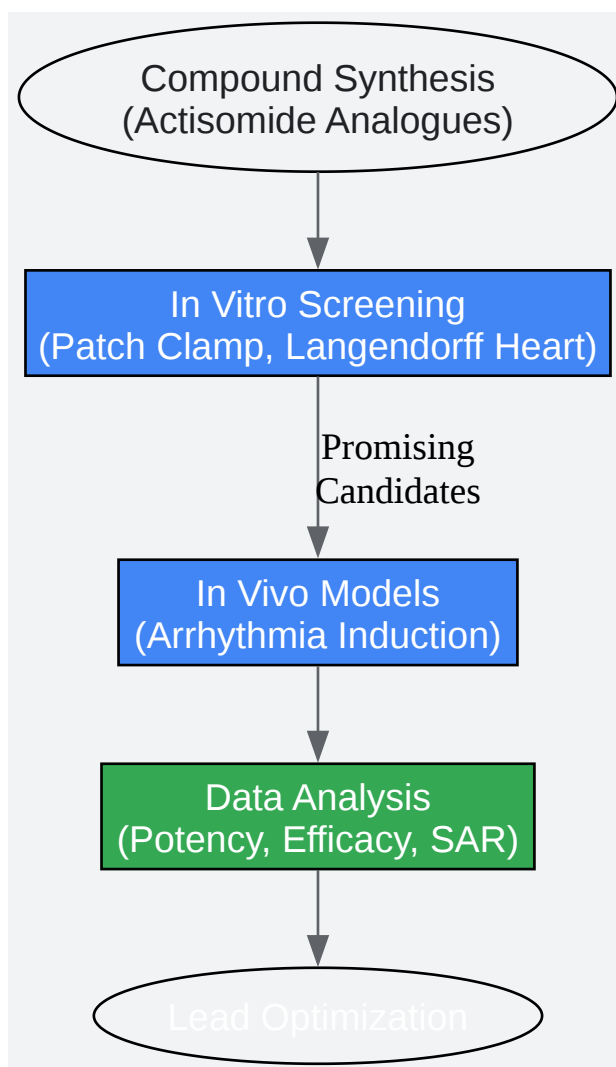 Compound Synthesis
(Actisomide Analogues)
In Vitro Screening
(Patch Clamp, Langendorff Heart)
Promising
Candidates
In Vivo Models
(Arrhythmia Induction)
Data Analysis
(Potency, Efficacy, SAR)
Lead Optimization